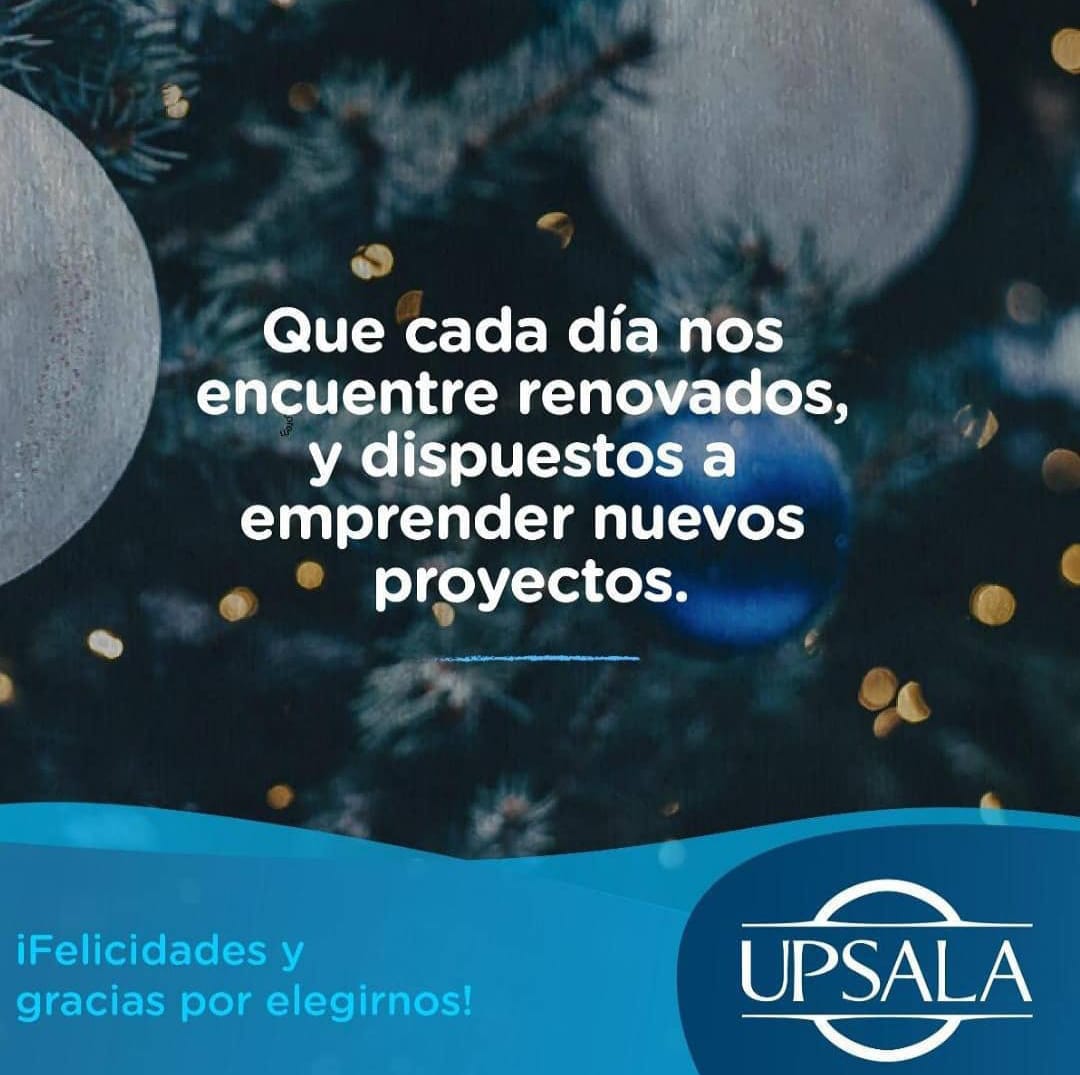 Que cada día nos
encuentre renovados,
y dispuestos a
emprender nuevos
proyectos.
¡Felicidades y
gracias por elegirnos!
UPSALA